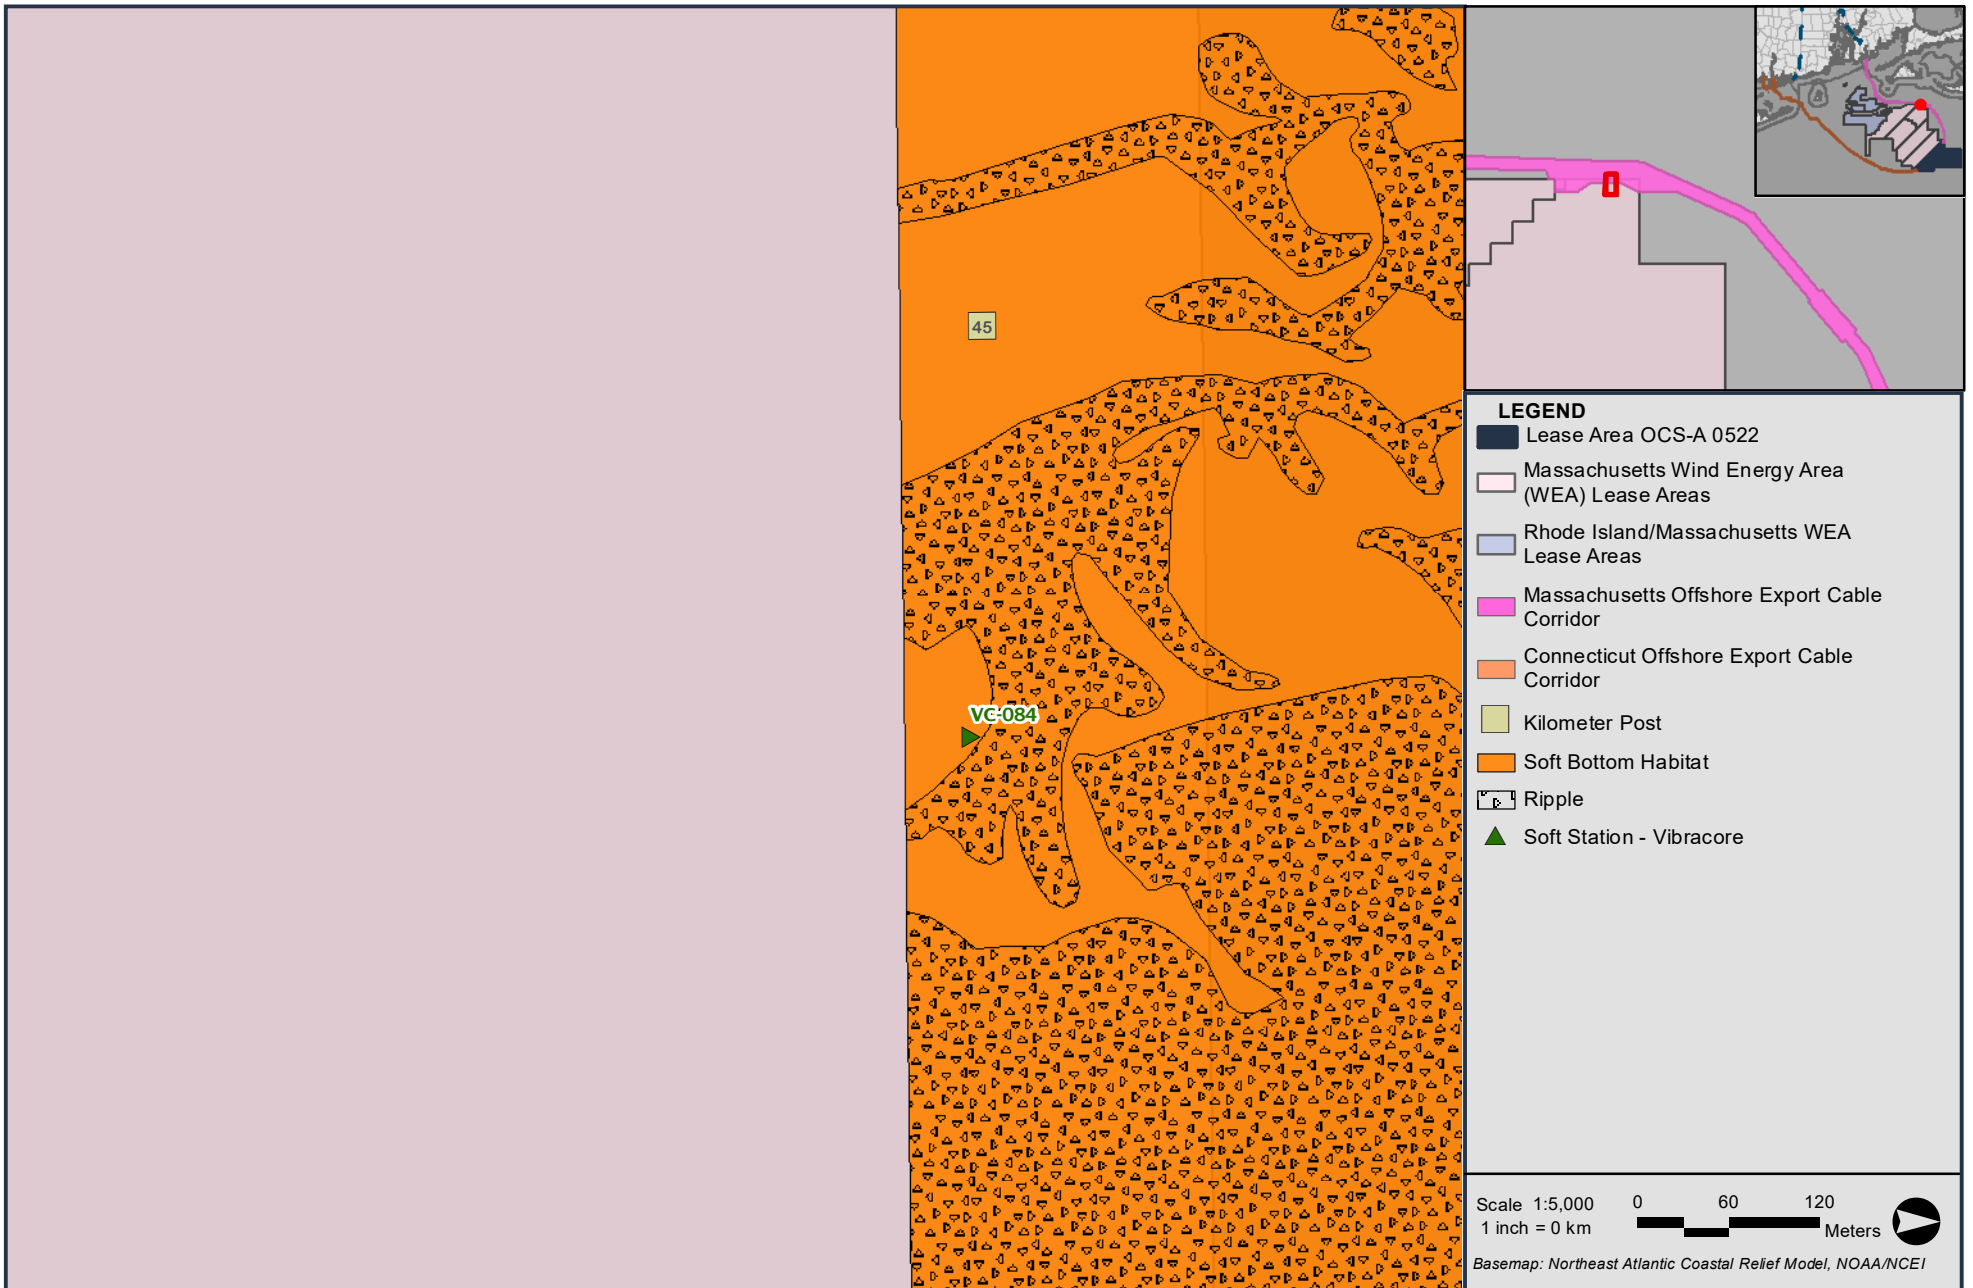 45
VC-084
LEGEND
Lease Area OCS-A 0522
Massachusetts Wind Energy Area
(WEA) Lease Areas
Rhode Island/Massachusetts WEA
Lease Areas
Massachusetts Offshore Export Cable
Corridor
Connecticut Offshore Export Cable
Corridor
Kilometer Post
Soft Bottom Habitat
Ripple
Soft Station - Vibracore
Scale 1:5,000
1 inch = 0 km
0 60 120
Meters
Basemap: Northeast Atlantic Coastal Relief Model, NOAA/NCEI